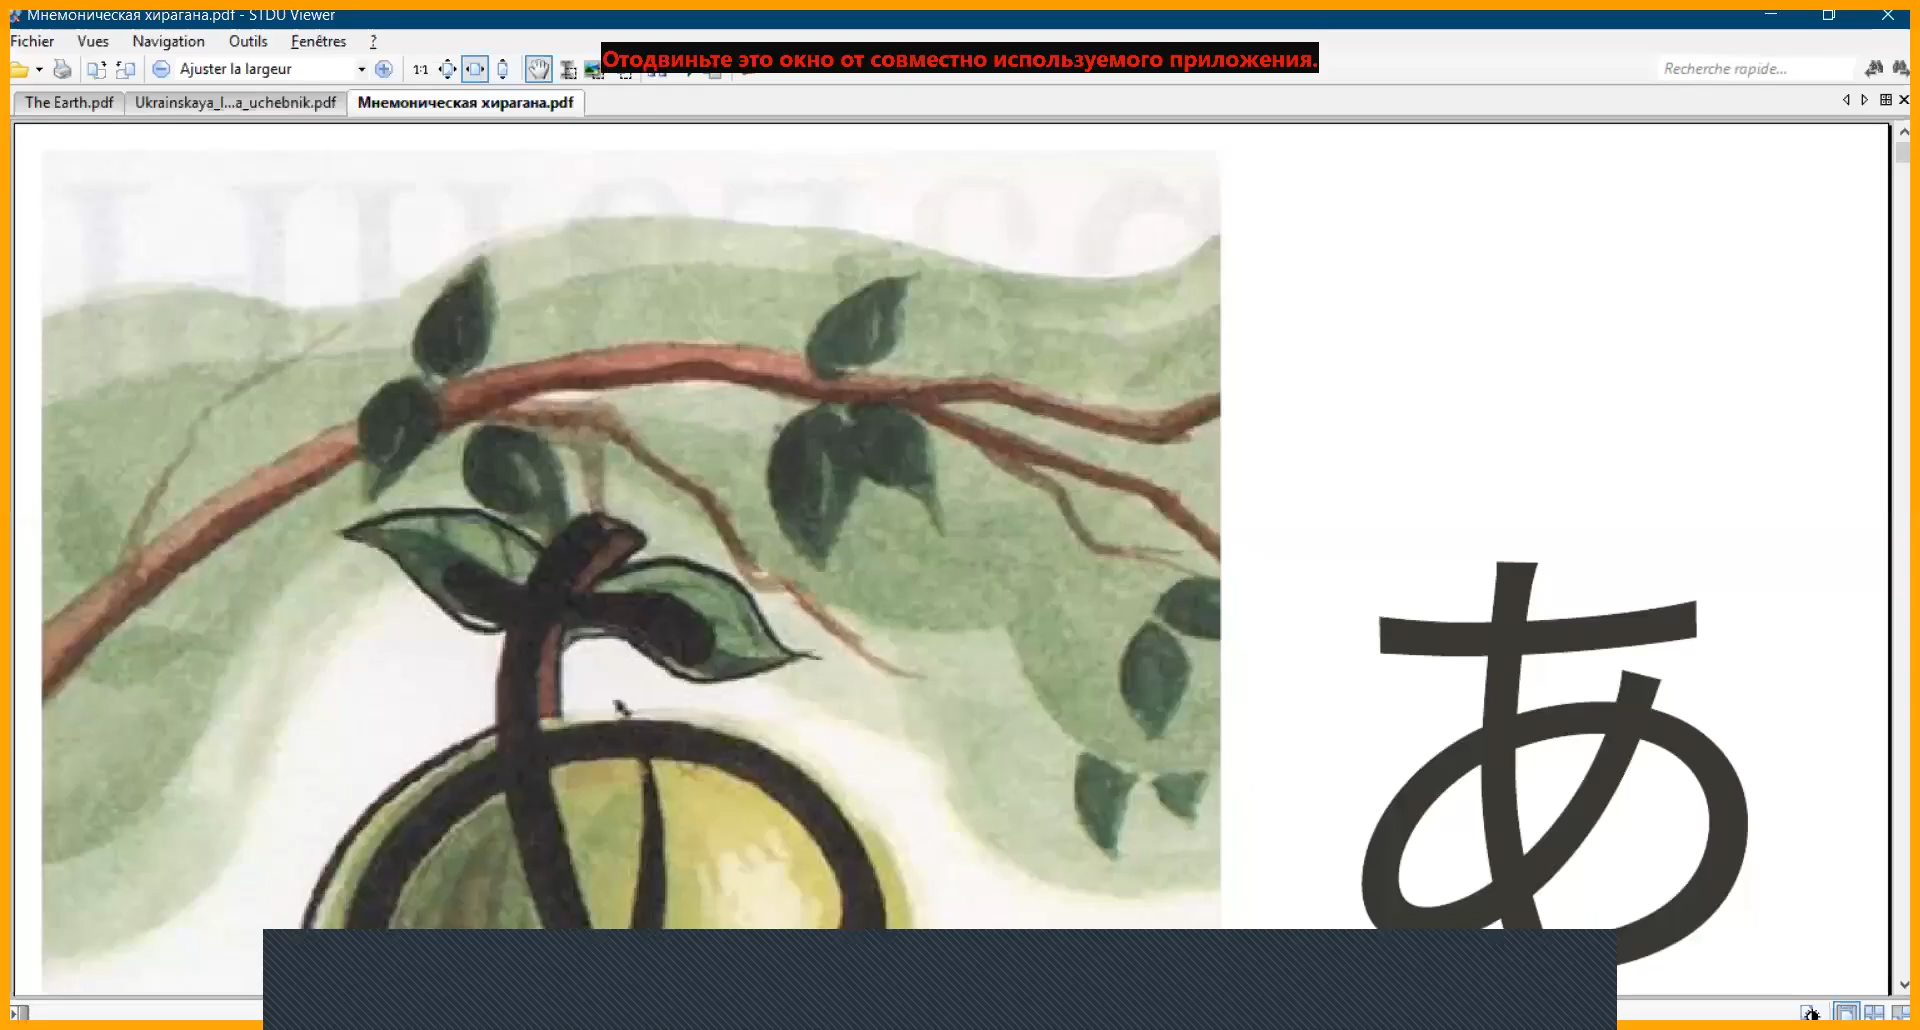 Мнемоническая хирагана.pdf - STDU Viewer
Fichier Vues Navigation Outils Fenêtres ?
Отодвиньте это окно от совместно используемого приложения.
Ajuster la largeur 1:1 Recherche rapide...
The Earth.pdf Ukrainskaya_l...a_uchebnik.pdf Мнемоническая хирагана.pdf
あ